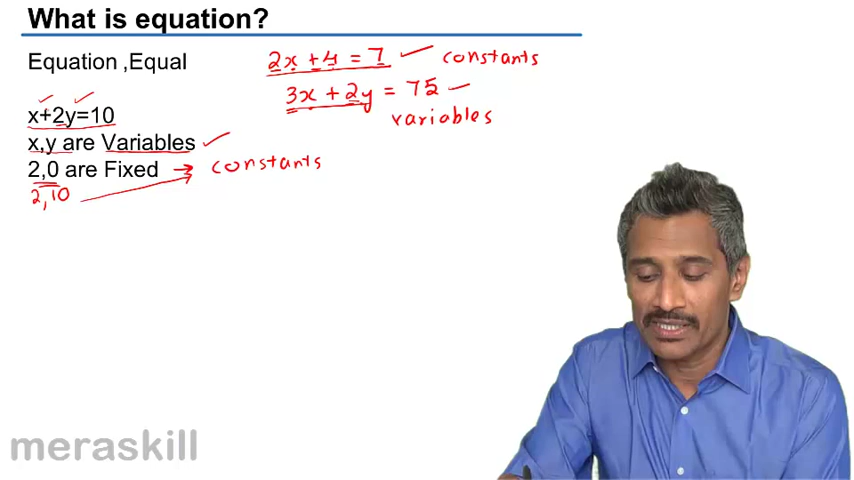 What is equation?
Equation ,Equal
2x + 4 = 7 constants
3x + 2y = 75
variables
x+2y=10
x,y are Variables
2,0 are Fixed → constants
2,10
meraskill